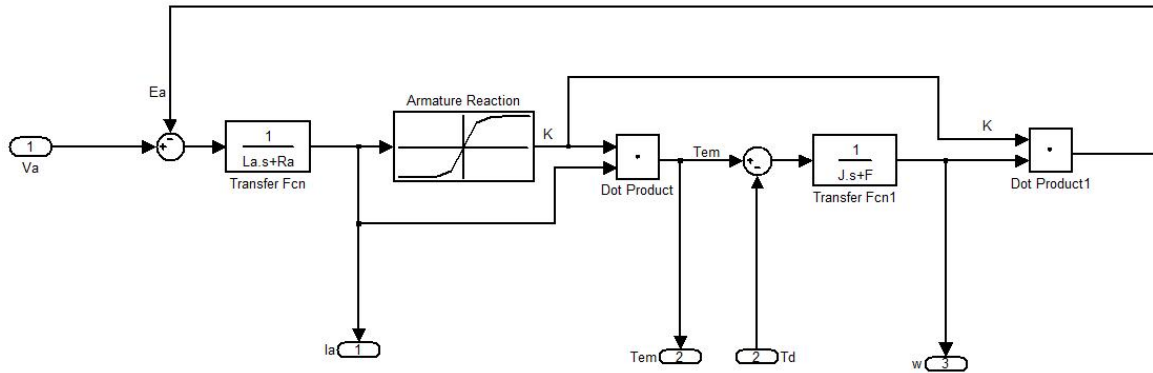 Ea
Armature Reaction
K
K
1
Va
+
-
1
La.s+Ra
Transfer Fcn
Dot Product
Tem
+
-
1
J.s+F
Transfer Fcn1
Dot Product1
Ia
1
Tem
2
2
Td
w
3